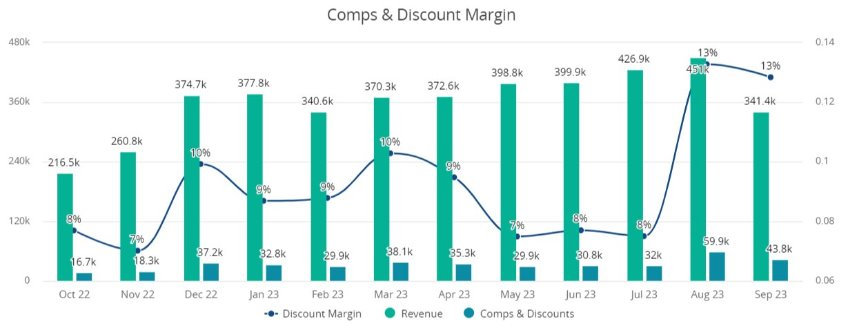 Comps & Discount Margin
480k
360k
240k
120k
0
0.14
0.12
0.1
0.08
0.06
216.5k
260.8k
374.7k
377.8k
340.6k
370.3k
372.6k
398.8k
399.9k
426.9k
451k
341.4k
8%
7%
10%
9%
9%
10%
9%
7%
8%
8%
13%
13%
16.7k
18.3k
37.2k
32.8k
29.9k
38.1k
35.3k
29.9k
30.8k
32k
59.9k
43.8k
Oct 22
Nov 22
Dec 22
Jan 23
Feb 23
Mar 23
Apr 23
May 23
Jun 23
Jul 23
Aug 23
Sep 23
Discount Margin
Revenue
Comps & Discounts